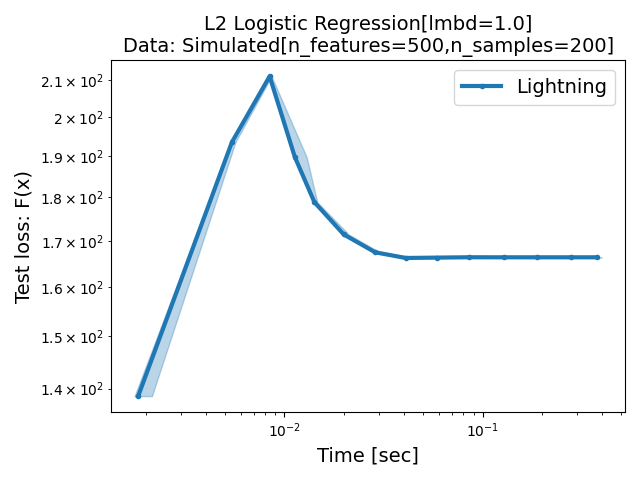 L2 Logistic Regression[lmbd=1.0]
Data: Simulated[n_features=500,n_samples=200]
Lightning
Test loss: F(x)
2.1 × 10²
2 × 10²
1.9 × 10²
1.8 × 10²
1.7 × 10²
1.6 × 10²
1.5 × 10²
1.4 × 10²
10⁻²
10⁻¹
Time [sec]